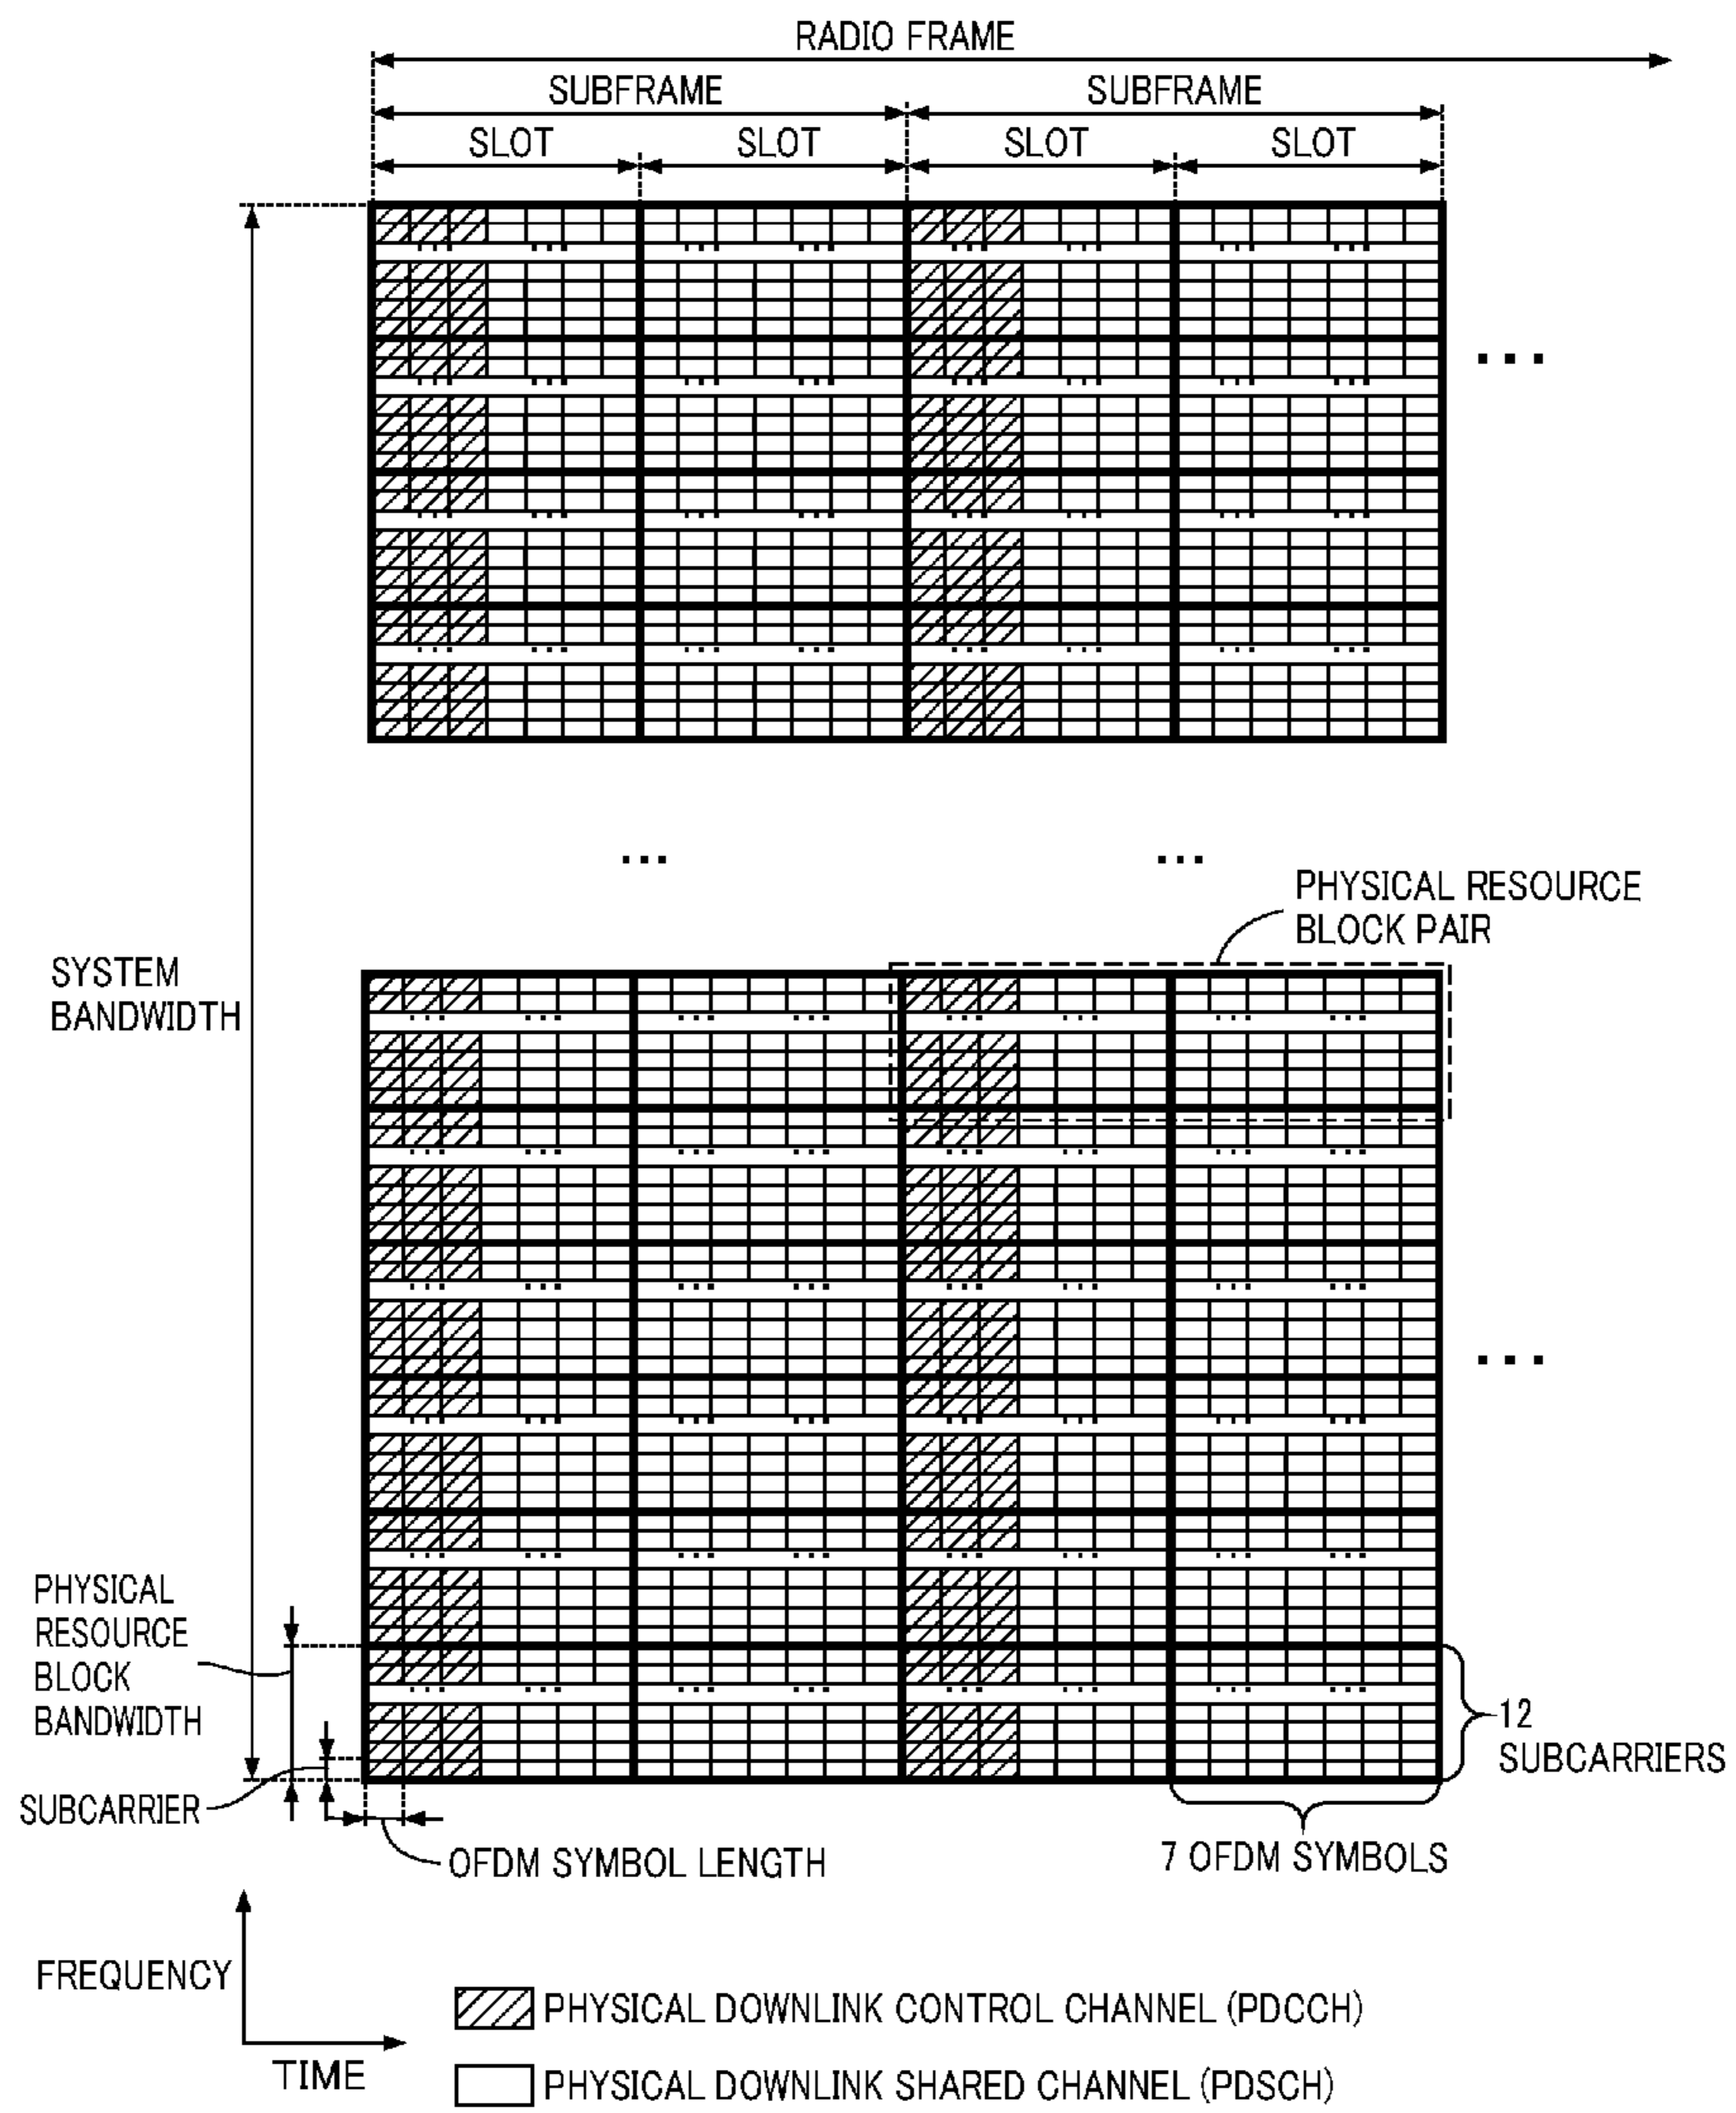 RADIO FRAME
SUBFRAME SUBFRAME
SLOT SLOT SLOT SLOT
...
... ...
PHYSICAL RESOURCE
BLOCK PAIR
SYSTEM
BANDWIDTH
...
PHYSICAL
RESOURCE
BLOCK
BANDWIDTH
12
SUBCARRIERS
SUBCARRIER
OFDM SYMBOL LENGTH
7 OFDM SYMBOLS
FREQUENCY
TIME
PHYSICAL DOWNLINK CONTROL CHANNEL (PDCCH)
PHYSICAL DOWNLINK SHARED CHANNEL (PDSCH)